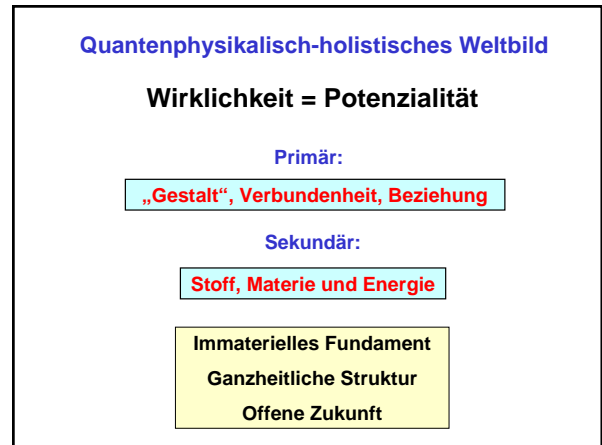 Quantenphysikalisch-holistisches Weltbild
Wirklichkeit = Potenzialität
Primär:
„Gestalt“, Verbundenheit, Beziehung
Sekundär:
Stoff, Materie und Energie
Immaterielles Fundament
Ganzheitliche Struktur
Offene Zukunft